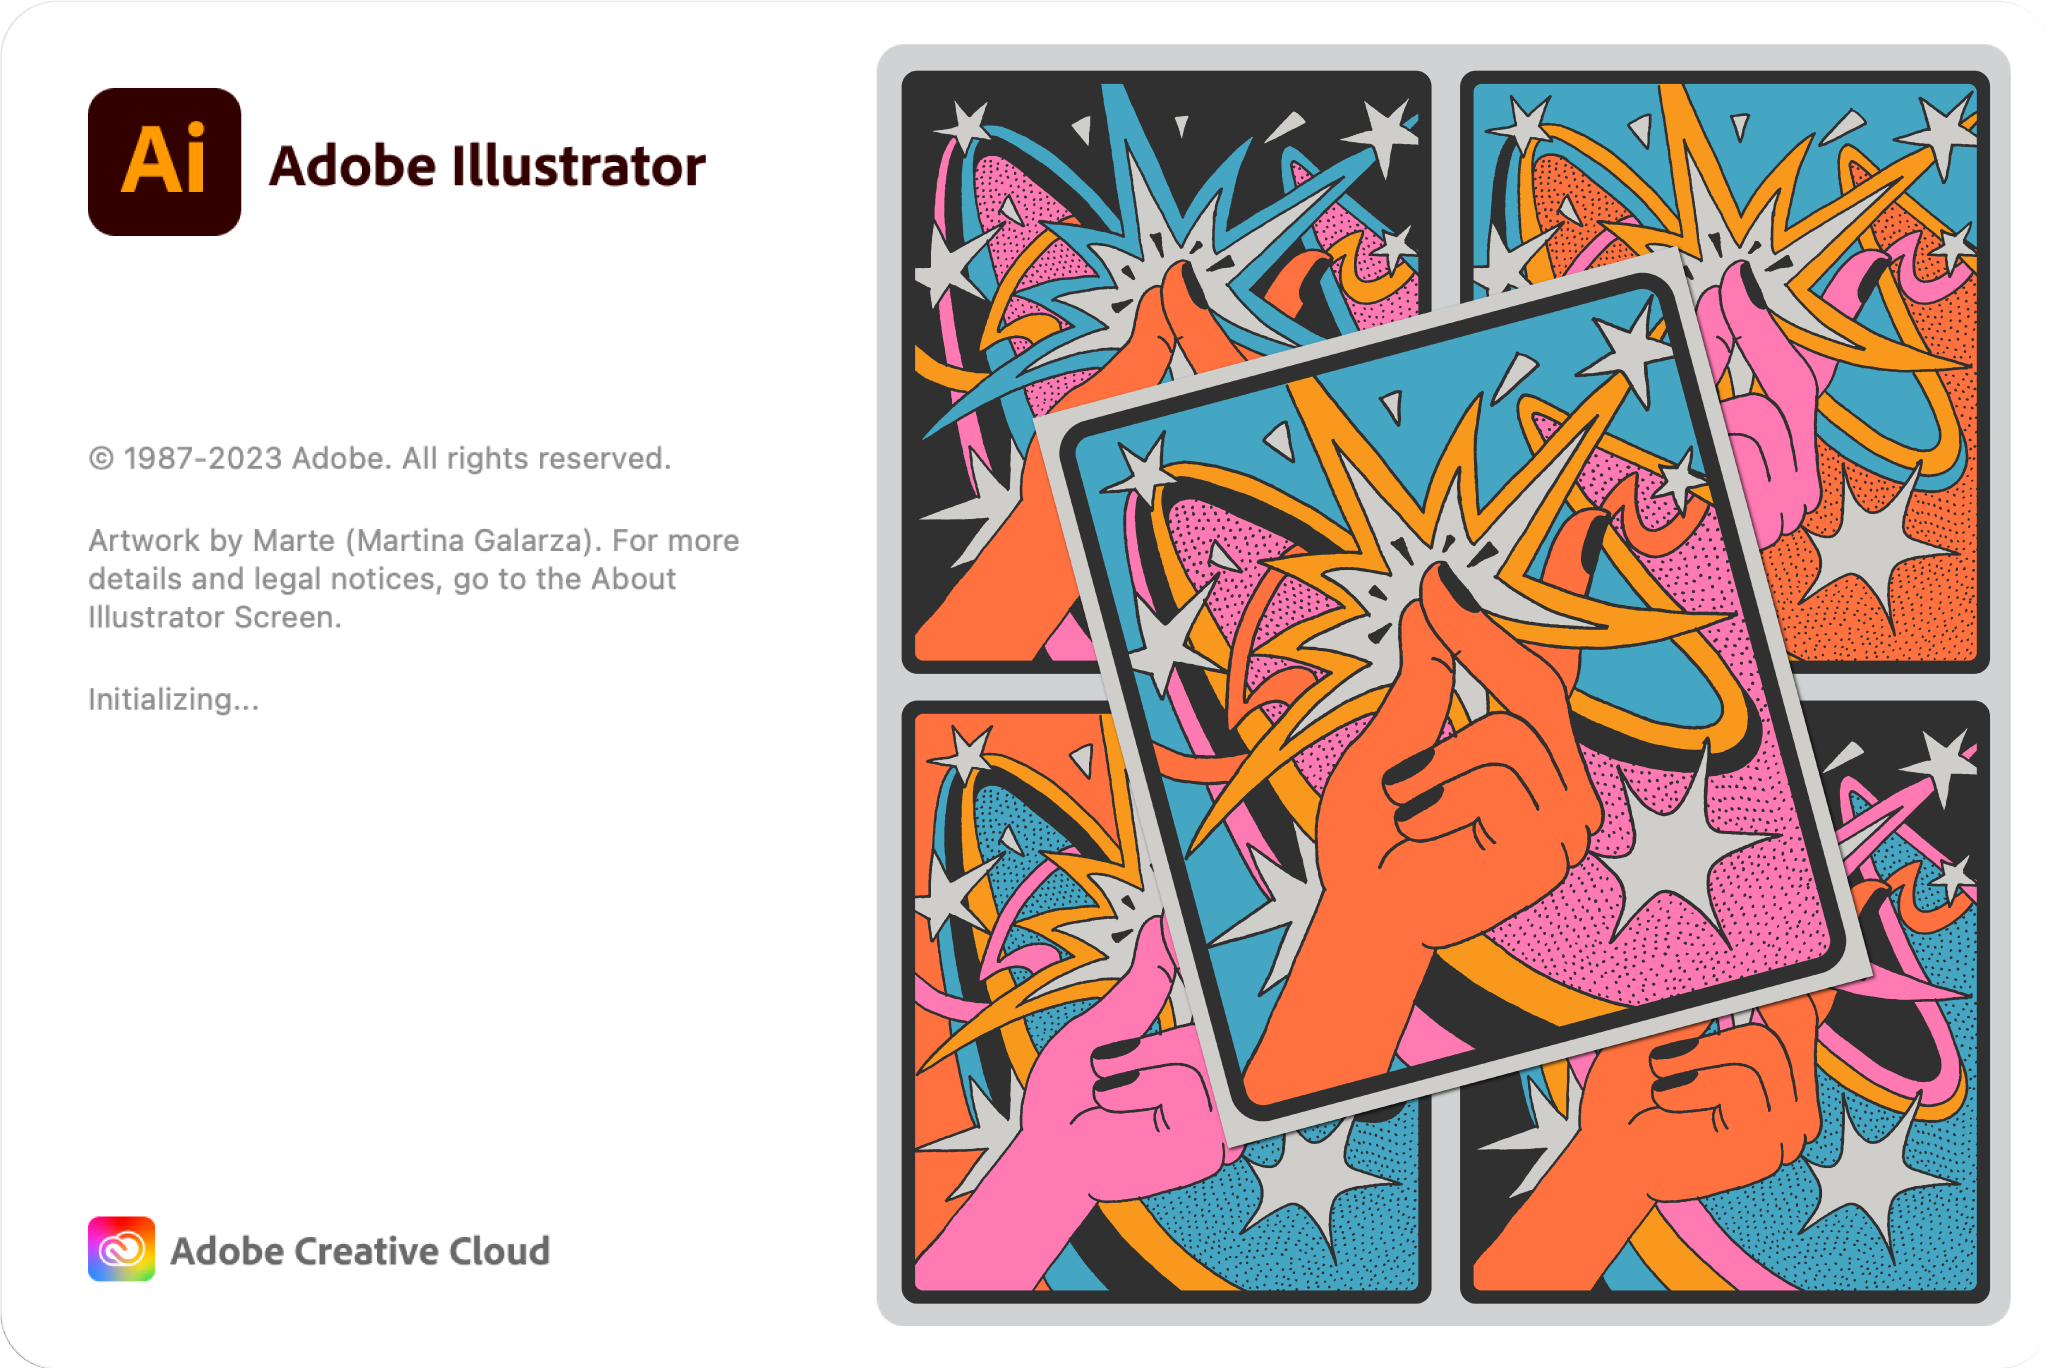 Ai
Adobe Illustrator
© 1987-2023 Adobe. All rights reserved.
Artwork by Marte (Martina Galarza). For more
details and legal notices, go to the About
Illustrator Screen.
Initializing...
Adobe Creative Cloud